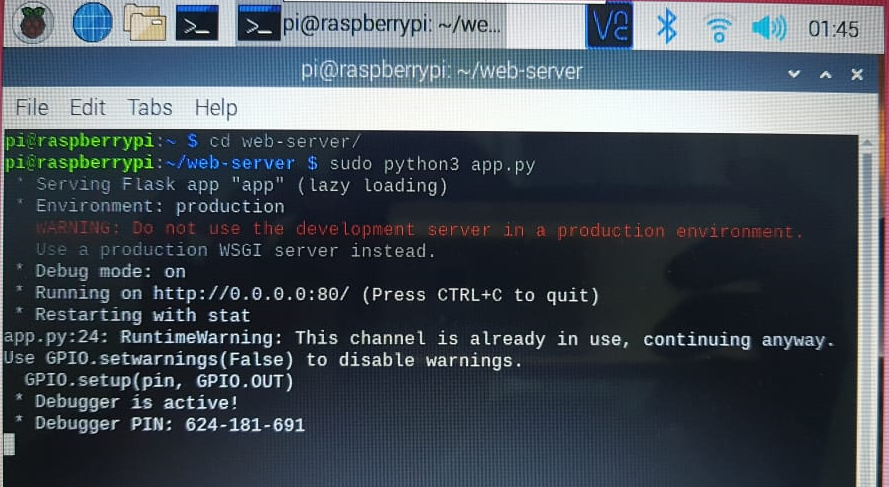 pi@raspberrypi: ~/we...
VNC
01:45
pi@raspberrypi: ~/web-server
File Edit Tabs Help
pi@raspberrypi:~ $ cd web-server/
pi@raspberrypi:~/web-server $ sudo python3 app.py
* Serving Flask app "app" (lazy loading)
* Environment: production
WARNING: Do not use the development server in a production environment.
Use a production WSGI server instead.
* Debug mode: on
* Running on http://0.0.0.0:80/ (Press CTRL+C to quit)
* Restarting with stat
app.py:24: RuntimeWarning: This channel is already in use, continuing anyway.
Use GPIO.setwarnings(False) to disable warnings.
GPIO.setup(pin, GPIO.OUT)
* Debugger is active!
* Debugger PIN: 624-181-691